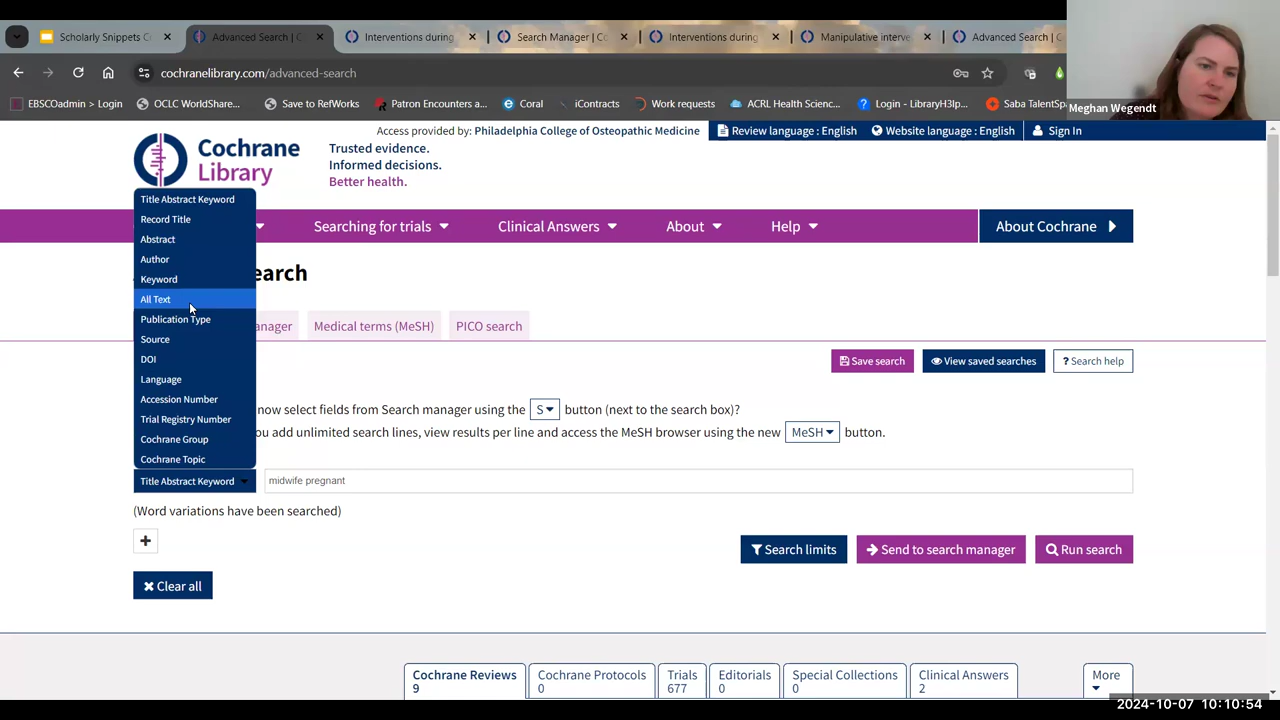 Scholarly Snippets C
Advanced Search | C
Interventions during
Search Manager | Co
Interventions during
Manipulative interve
Advanced Search |
cochranelibrary.com/advanced-search
EBSCOadmin > Login
OCLC WorldShare...
Save to RefWorks
Patron Encounters a...
Coral
iContracts
Work requests
ACRL Health Scienc...
Login - LibraryH3lp...
Saba TalentSp
Meghan Wegendt
Access provided by: Philadelphia College of Osteopathic Medicine
Review language : English
Website language : English
Sign In
Cochrane
Library
Trusted evidence.
Informed decisions.
Better health.
Title Abstract Keyword
Record Title
Abstract
Author
Keyword
All Text
Publication Type
Source
DOI
Language
Accession Number
Trial Registry Number
Cochrane Group
Cochrane Topic
Title Abstract Keyword
Searching for trials
Clinical Answers
About
Help
About Cochrane
earch
anager
Medical terms (MeSH)
PICO search
Save search
View saved searches
? Search help
now select fields from Search manager using the S button (next to the search box)?
ou add unlimited search lines, view results per line and access the MeSH browser using the new MeSH button.
midwife pregnant
(Word variations have been searched)
+
Search limits
Send to search manager
Run search
Clear all
Cochrane Reviews
9
Cochrane Protocols
0
Trials
677
Editorials
0
Special Collections
0
Clinical Answers
2
More
2024-10-07 10:10:54